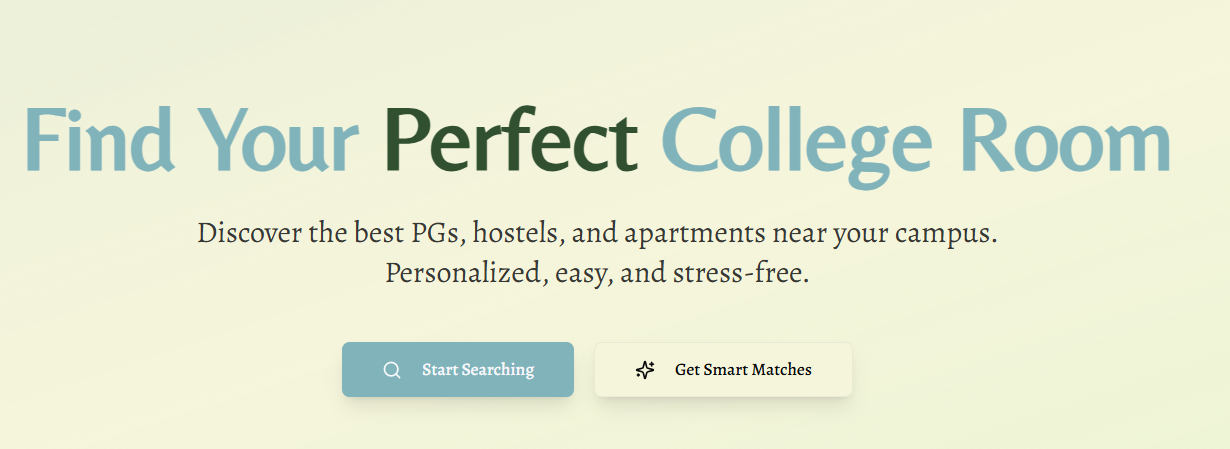 Find Your Perfect College Room
Discover the best PGs, hostels, and apartments near your campus.
Personalized, easy, and stress-free.
Start Searching
Get Smart Matches